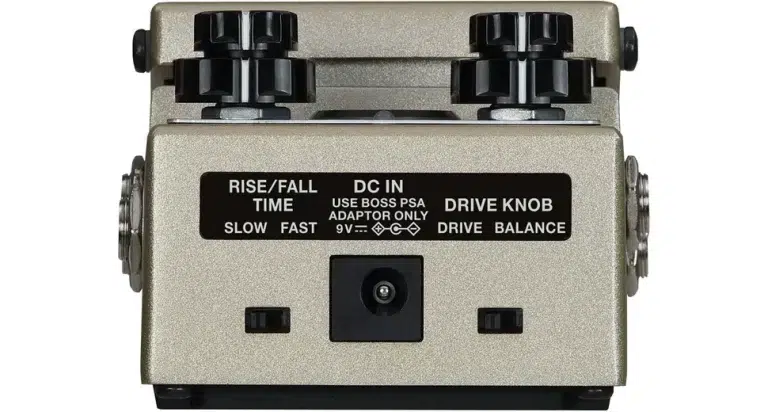 RISE/FALL
TIME
SLOW FAST
DC IN
USE BOSS PSA
ADAPTOR ONLY
9V
DRIVE KNOB
DRIVE BALANCE